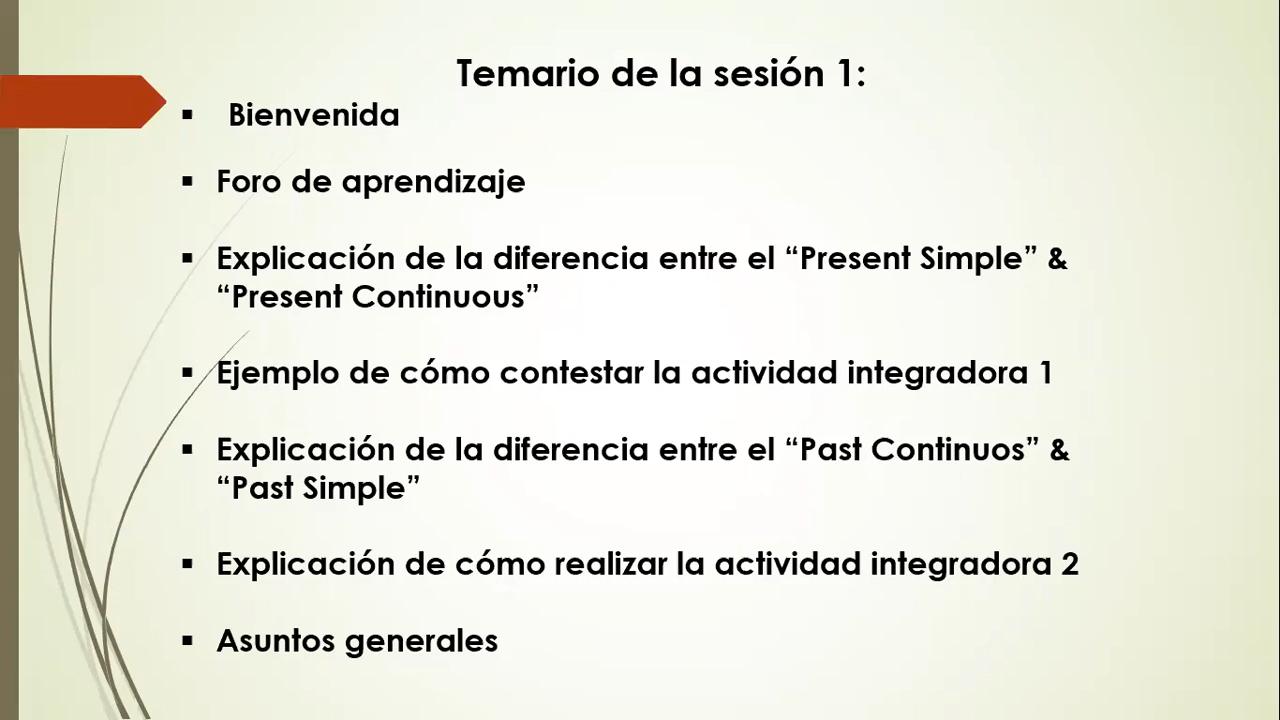 Temario de la sesión 1:
▪ Bienvenida
▪ Foro de aprendizaje
▪ Explicación de la diferencia entre el “Present Simple” &
“Present Continuous”
▪ Ejemplo de cómo contestar la actividad integradora 1
▪ Explicación de la diferencia entre el “Past Continuos” &
“Past Simple”
▪ Explicación de cómo realizar la actividad integradora 2
▪ Asuntos generales